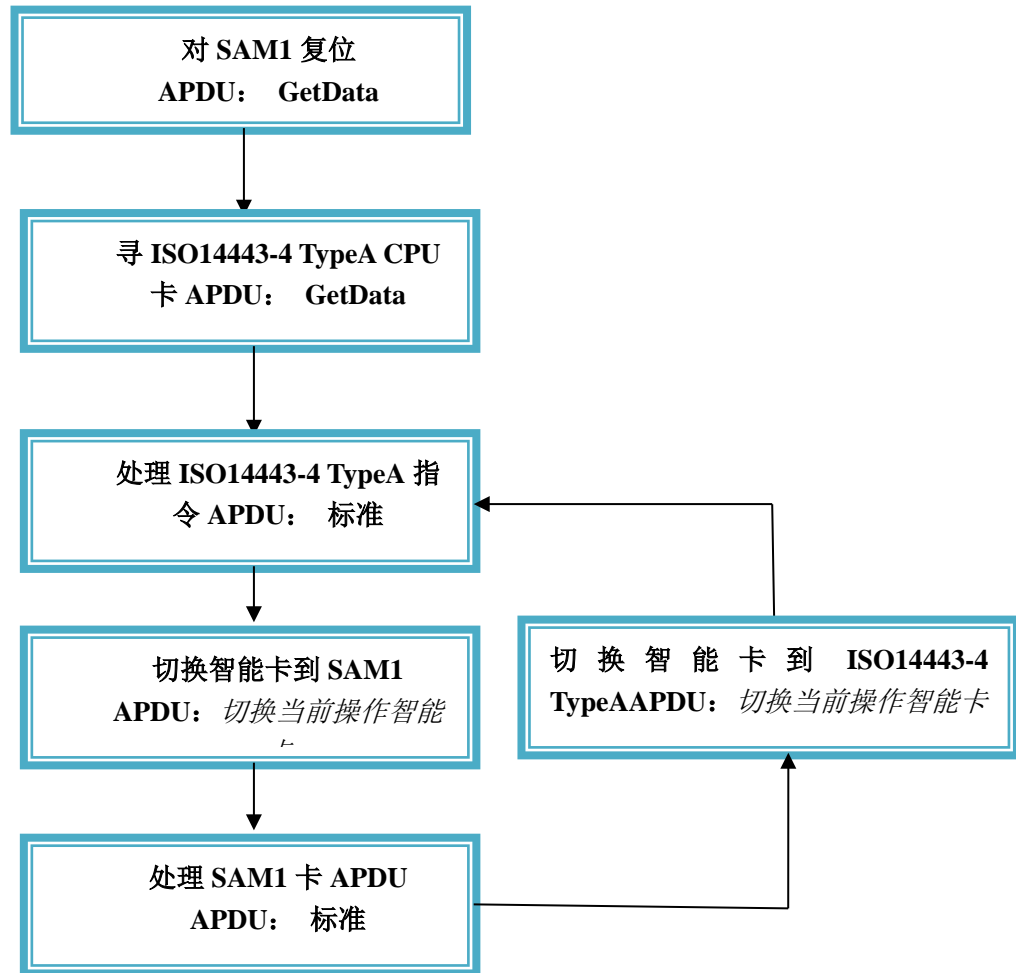 对 SAM1 复位
APDU： GetData
寻 ISO14443-4 TypeA CPU
卡 APDU： GetData
处理 ISO14443-4 TypeA 指
令 APDU： 标准
切换智能卡到 SAM1
APDU：切换当前操作智能
切 换 智 能 卡 到 ISO14443-4
TypeAAPDU：切换当前操作智能卡
处理 SAM1 卡 APDU
APDU： 标准